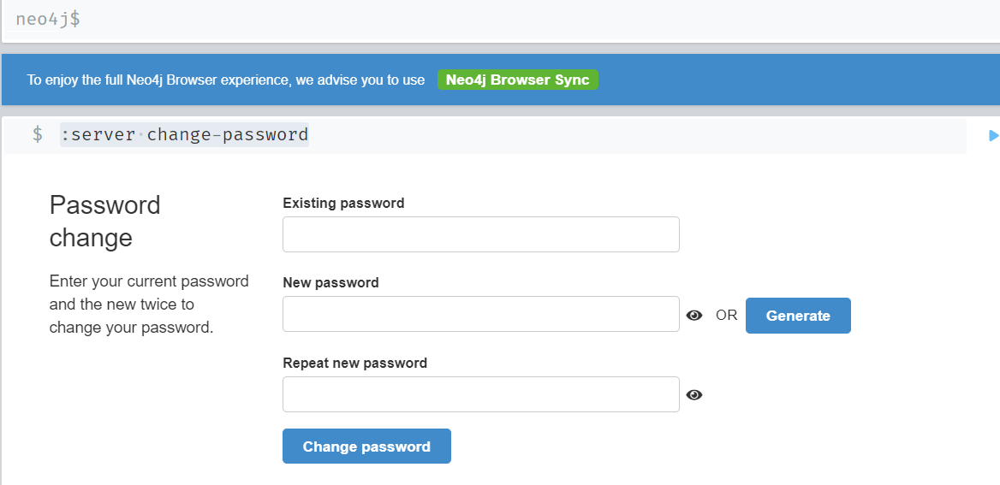 neo4j$
To enjoy the full Neo4j Browser experience, we advise you to use Neo4j Browser Sync
$ :server change-password
Password
change
Enter your current password
and the new twice to
change your password.
Existing password
New password
OR Generate
Repeat new password
Change password